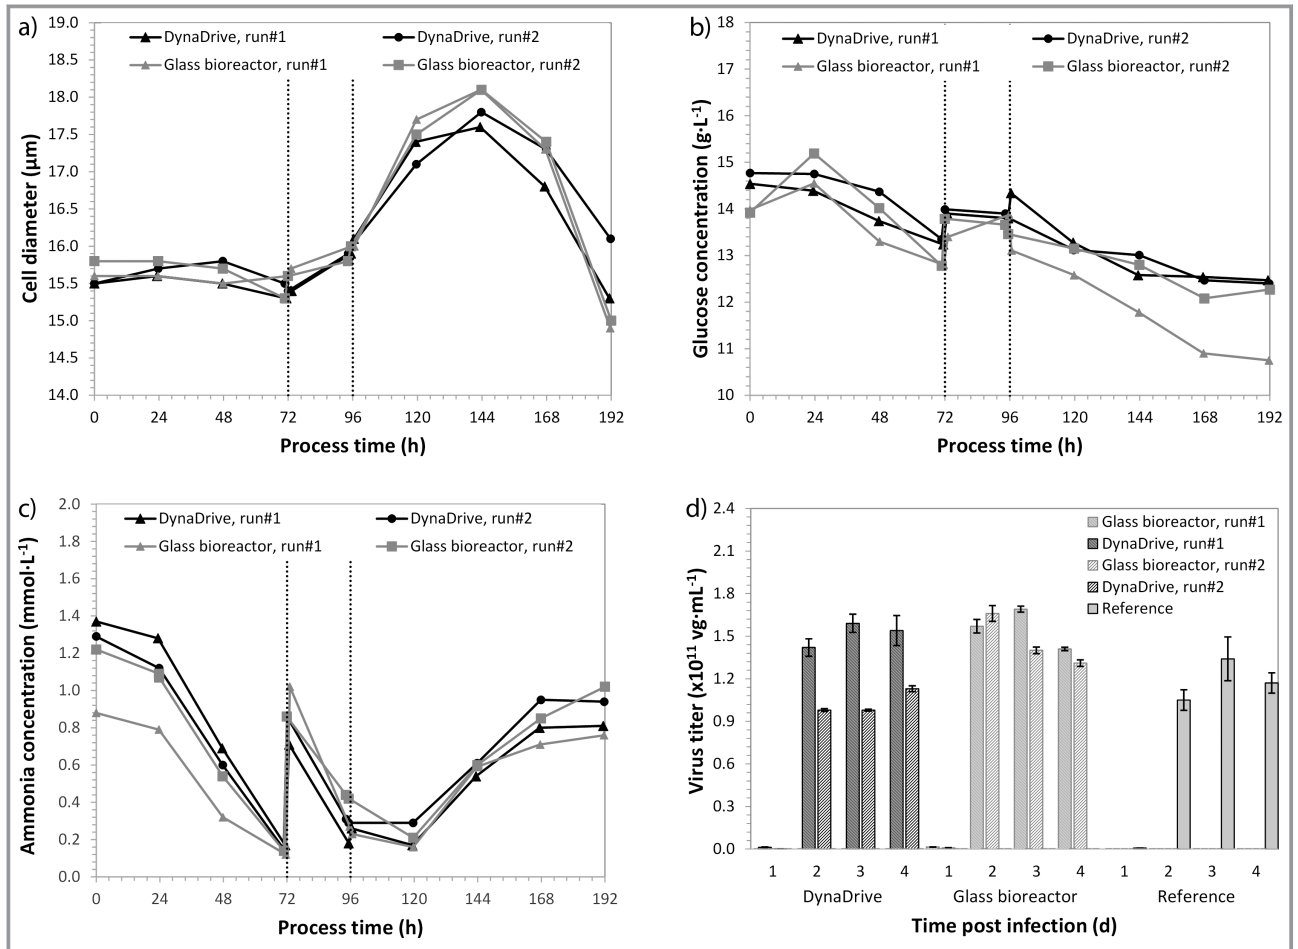 a)
DynaDrive, run#1
DynaDrive, run#2
Glass bioreactor, run#1
Glass bioreactor, run#2
Cell diameter (µm)
19.0
18.5
18.0
17.5
17.0
16.5
16.0
15.5
15.0
14.5
14.0
0 24 48 72 96 120 144 168 192
Process time (h)
b)
DynaDrive, run#1
DynaDrive, run#2
Glass bioreactor, run#1
Glass bioreactor, run#2
Glucose concentration (g·L⁻¹)
18
17
16
15
14
13
12
11
10
0 24 48 72 96 120 144 168 192
Process time (h)
c)
DynaDrive, run#1
DynaDrive, run#2
Glass bioreactor, run#1
Glass bioreactor, run#2
Ammonia concentration (mmol·L⁻¹)
2.0
1.8
1.6
1.4
1.2
1.0
0.8
0.6
0.4
0.2
0.0
0 24 48 72 96 120 144 168 192
Process time (h)
d)
Glass bioreactor, run#1
DynaDrive, run#1
Glass bioreactor, run#2
DynaDrive, run#2
Reference
Virus titer (x10¹¹ vg·mL⁻¹)
2.4
2.1
1.8
1.5
1.2
0.9
0.6
0.3
0.0
1 2 3 4 1 2 3 4 1 2 3 4
DynaDrive Glass bioreactor Reference
Time post infection (d)